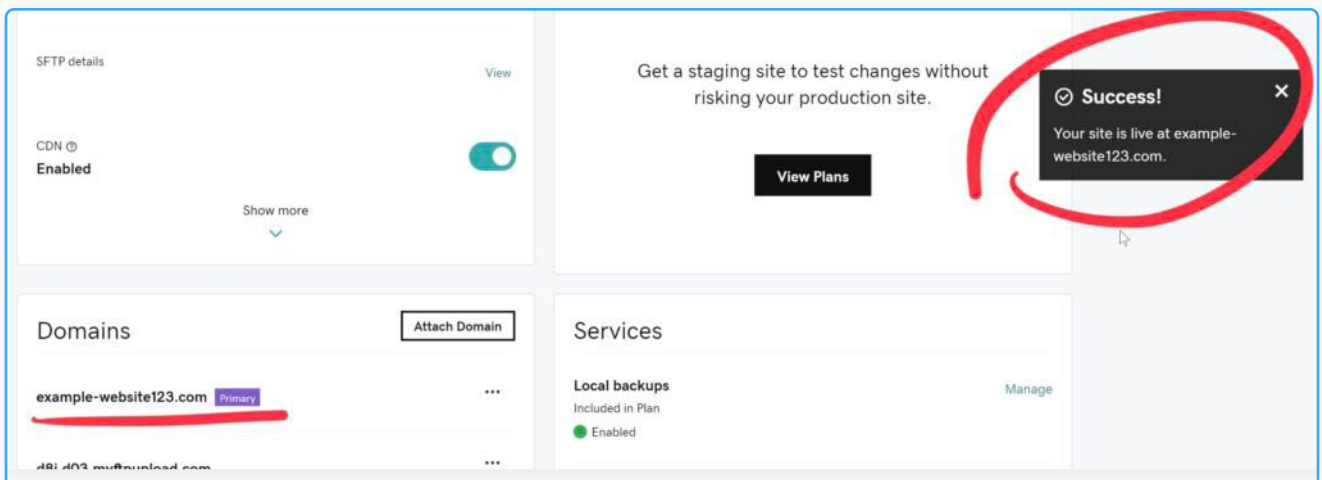 SFTP details
View
CDN
Enabled
Show more
Get a staging site to test changes without
risking your production site.
View Plans
Success!
Your site is live at example-
website123.com.
Domains
Attach Domain
example-website123.com Primary
Services
Local backups
Manage
Included in Plan
Enabled